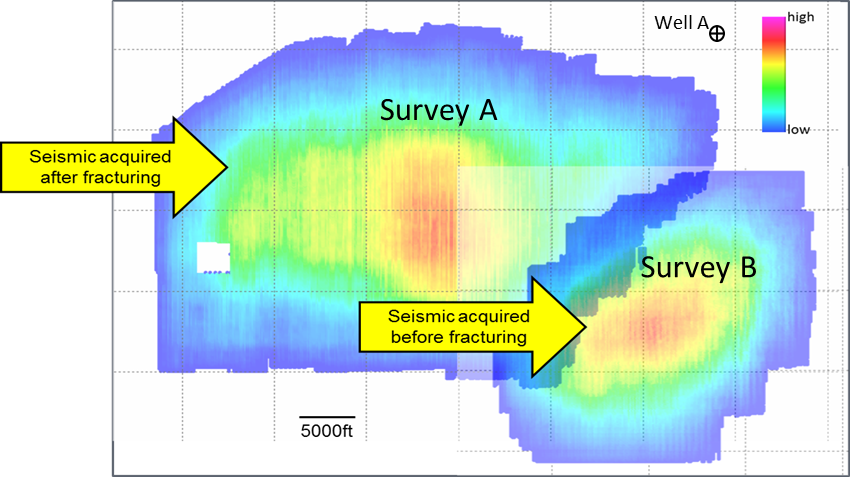 Well A
high
low
Survey A
Seismic acquired
after fracturing
Survey B
Seismic acquired
before fracturing
5000ft